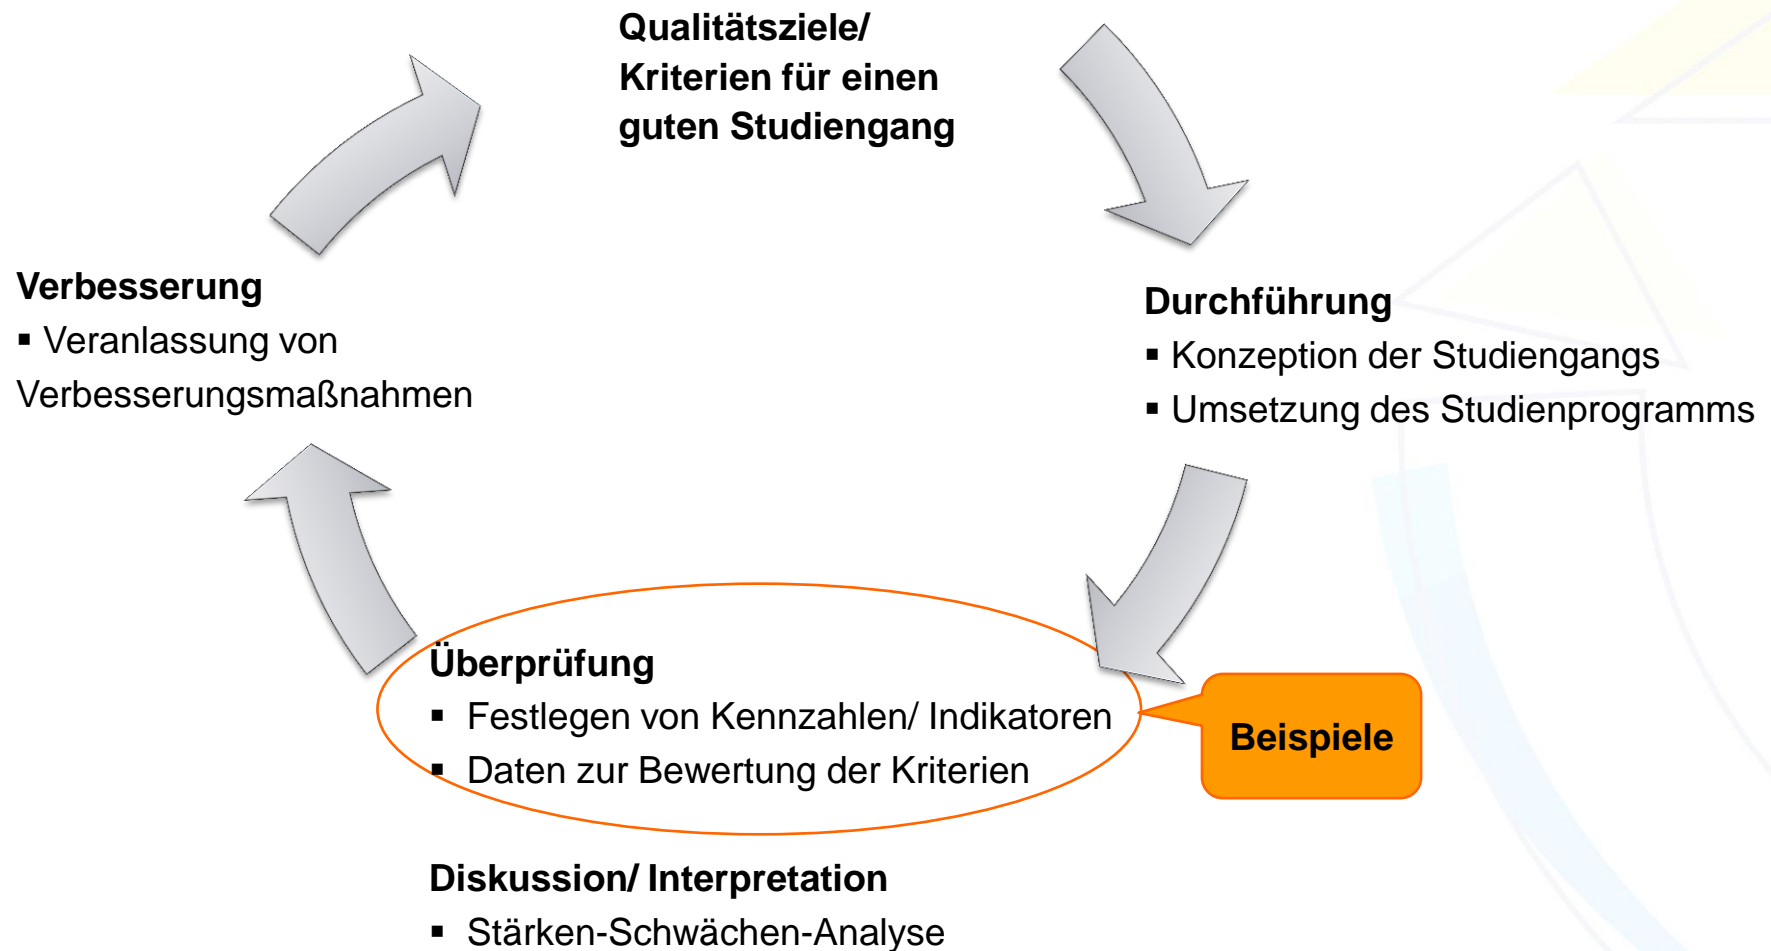 Qualitätsziele/
Kriterien für einen
guten Studiengang
Durchführung
▪ Konzeption der Studiengangs
▪ Umsetzung des Studienprogramms
Überprüfung
▪ Festlegen von Kennzahlen/ Indikatoren
▪ Daten zur Bewertung der Kriterien
Beispiele
Diskussion/ Interpretation
▪ Stärken-Schwächen-Analyse
Verbesserung
▪ Veranlassung von
Verbesserungsmaßnahmen